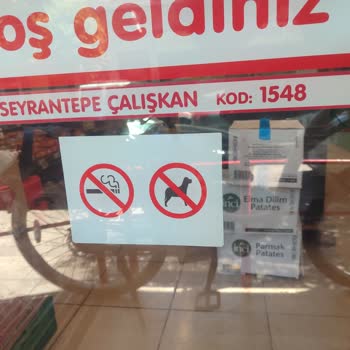 oş geldiniz
SEYRANTEPE ÇALIŞKAN KOD: 1548
Elma Dilim
Patates
Parmak
Patates